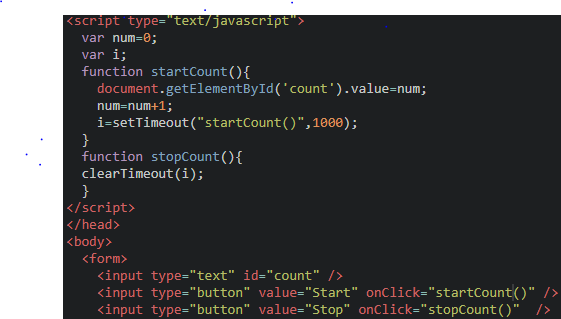 <script type="text/javascript">
var num=0;
var i;
function startCount(){
document.getElementById('count').value=num;
num=num+1;
i=setTimeout("startCount()",1000);
}
function stopCount(){
clearTimeout(i);
}
</script>
</head>
<body>
<form>
<input type="text" id="count" />
<input type="button" value="Start" onClick="startCount()" />
<input type="button" value="Stop" onClick="stopCount()"  />